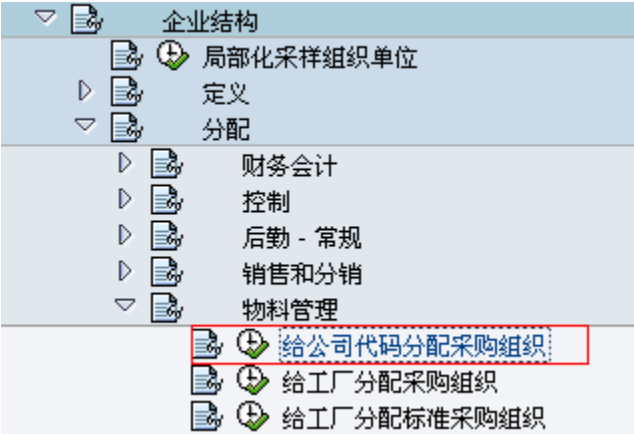 企业结构
局部化采样组织单位
定义
分配
财务会计
控制
后勤 - 常规
销售和分销
物料管理
给公司代码分配采购组织
给工厂分配采购组织
给工厂分配标准采购组织